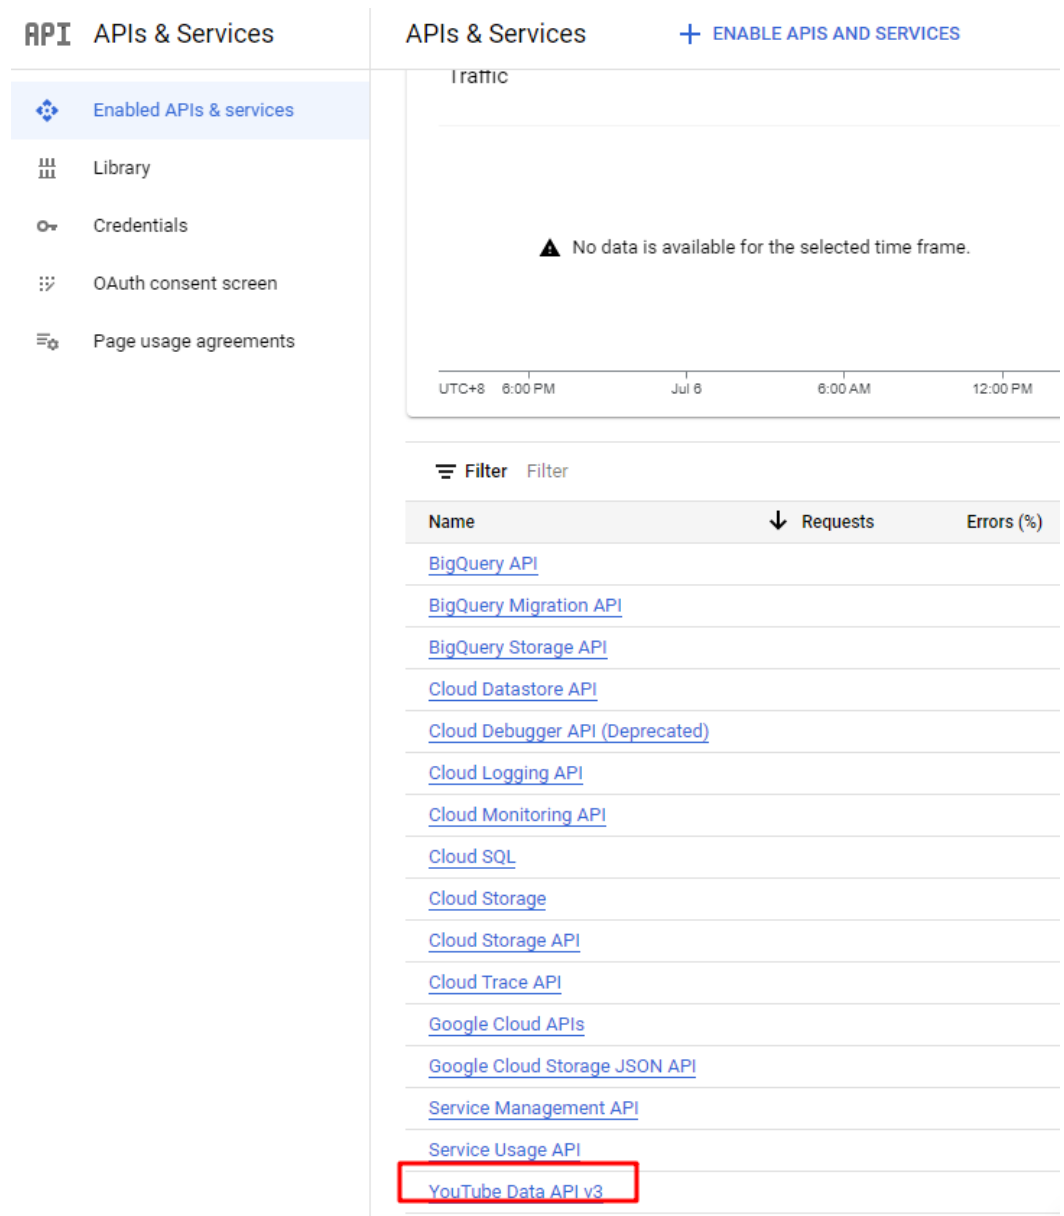 API APIs & Services
Enabled APIs & services
Library
Credentials
OAuth consent screen
Page usage agreements
APIs & Services + ENABLE APIS AND SERVICES
Traffic
No data is available for the selected time frame.
UTC+8 6:00 PM Jul 6 6:00 AM 12:00 PM
Filter Filter
Name Requests Errors (%)
BigQuery API
BigQuery Migration API
BigQuery Storage API
Cloud Datastore API
Cloud Debugger API (Deprecated)
Cloud Logging API
Cloud Monitoring API
Cloud SQL
Cloud Storage
Cloud Storage API
Cloud Trace API
Google Cloud APIs
Google Cloud Storage JSON API
Service Management API
Service Usage API
YouTube Data API v3